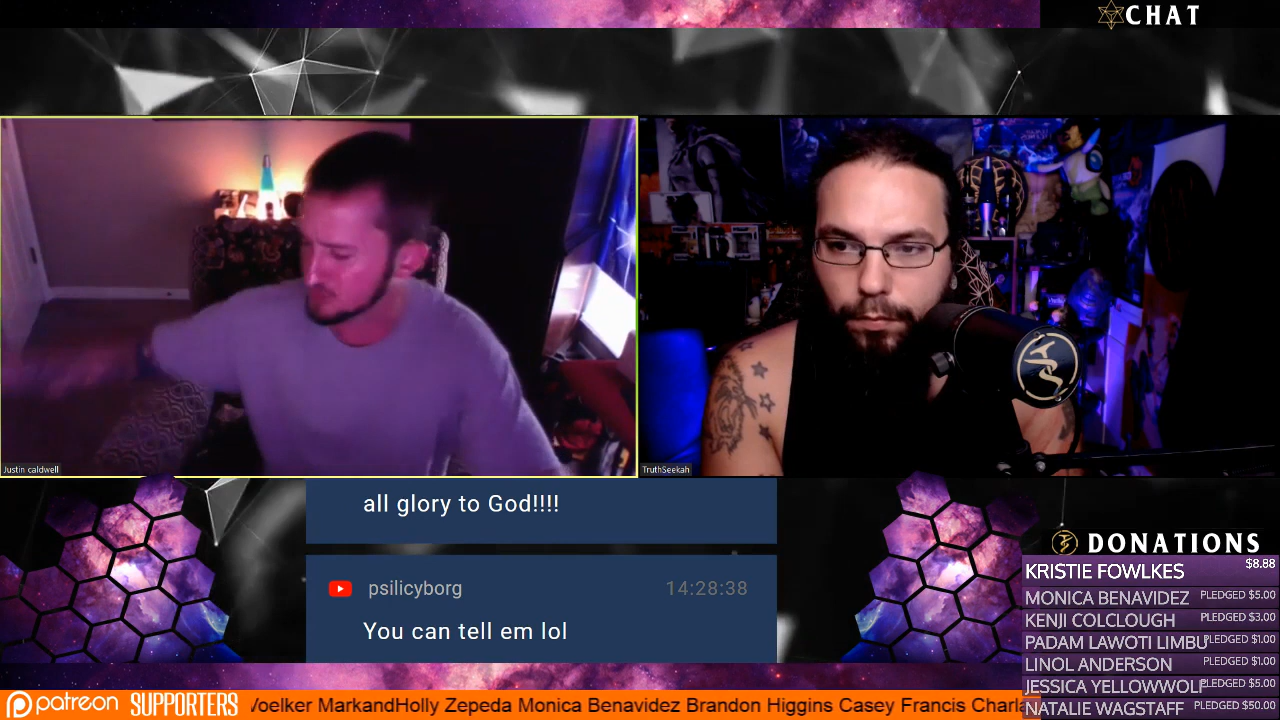 CHAT
Justin caldwell
TruthSeekah
all glory to God!!!!
psilicyborg 14:28:38
You can tell em lol
DONATIONS
KRISTIE FOWLKES $8.88
MONICA BENAVIDEZ PLEDGED $5.00
KENJI COLCLOUGH PLEDGED $3.00
PADAM LAWOTI LIMBU PLEDGED $1.00
LINOL ANDERSON PLEDGED $1.00
JESSICA YELLOWWOLF PLEDGED $5.00
NATALIE WAGSTAFF PLEDGED $50.00
patreon SUPPORTERS Voelker MarkandHolly Zepeda Monica Benavidez Brandon Higgins Casey Francis Charla